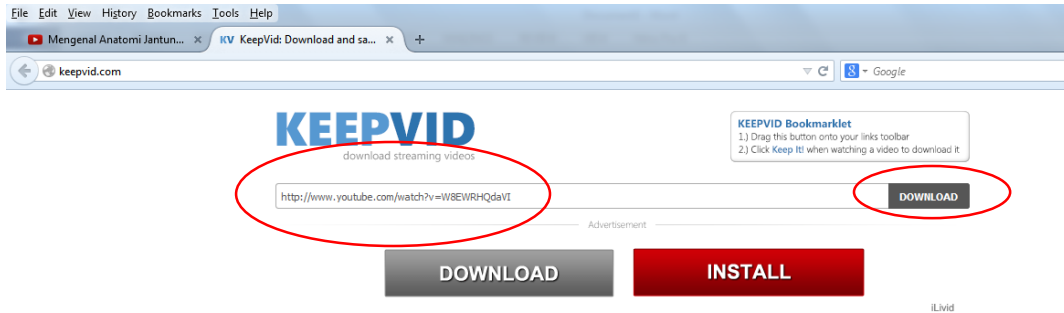 File Edit View History Bookmarks Tools Help
Mengenal Anatomi Jantun... × KV KeepVid: Download and sa... × +
keepvid.com 8 Google
KEEPVID
download streaming videos
KEEPVID Bookmarklet
1.) Drag this button onto your links toolbar
2.) Click Keep It! when watching a video to download it
http://www.youtube.com/watch?v=W8EWRHQdaVI DOWNLOAD
Advertisement
DOWNLOAD INSTALL
iLivid